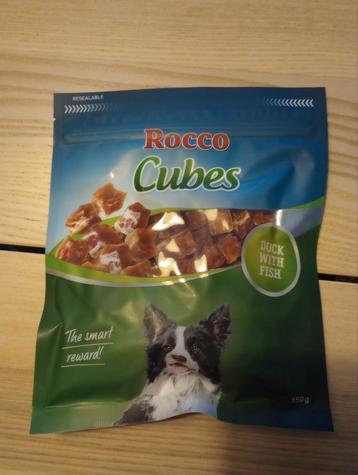 RESEALABLE
Rocco
Cubes
DUCK
WITH
FISH
The smart
reward!
150g